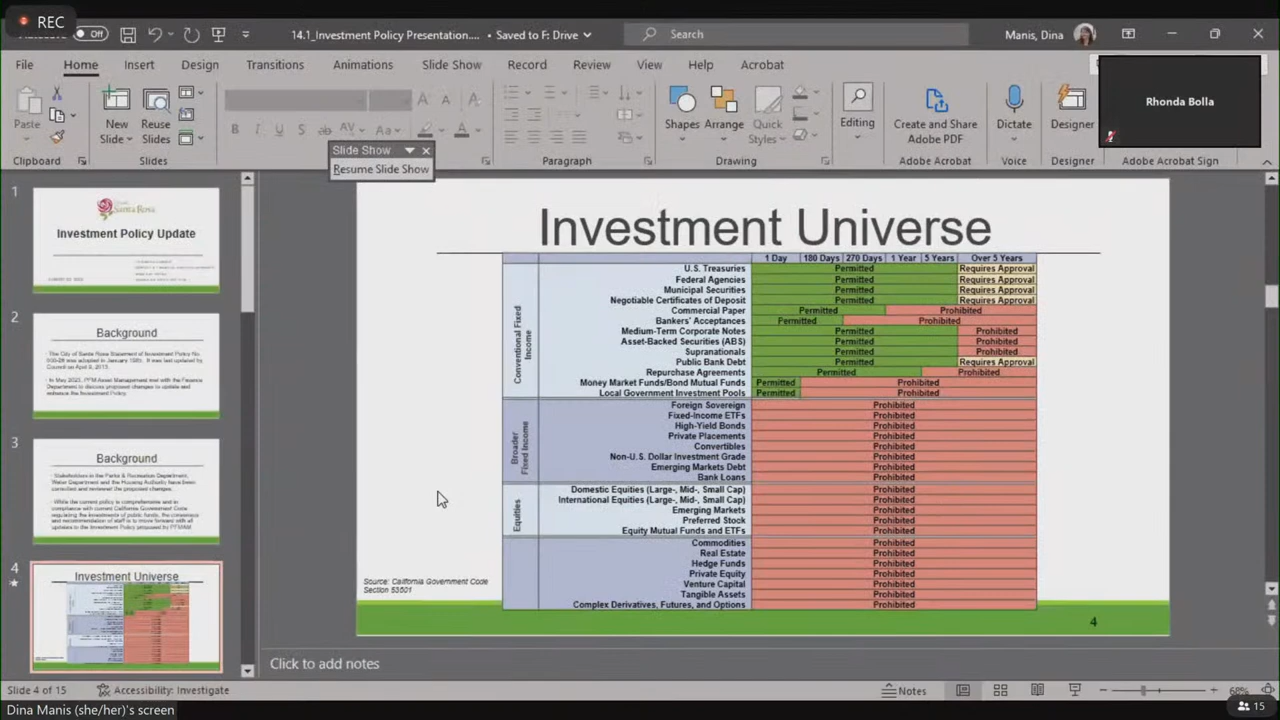 REC
Off
14.1_Investment Policy Presentation.... • Saved to F: Drive
Search
Manis, Dina
File Home Insert Design Transitions Animations Slide Show Record Review View Help Acrobat
Rhonda Bolla
Paste
New Slide
Reuse Slides
Shapes
Arrange
Quick Styles
Editing
Create and Share Adobe PDF
Dictate
Designer
Clipboard
Slides
Paragraph
Drawing
Adobe Acrobat
Voice
Designer
Adobe Acrobat Sign
Slide Show
Resume Slide Show
1
Santa Rosa
Investment Policy Update
2
Background
3
Background
4
Investment Universe
Investment Universe
1 Day 180 Days 270 Days 1 Year 5 Years Over 5 Years
Conventional Fixed Income
U.S. Treasuries Permitted Requires Approval
Federal Agencies Permitted Requires Approval
Municipal Securities Permitted Requires Approval
Negotiable Certificates of Deposit Permitted Requires Approval
Commercial Paper Permitted Prohibited
Bankers' Acceptances Permitted Prohibited
Medium-Term Corporate Notes Permitted Prohibited
Asset-Backed Securities (ABS) Permitted Prohibited
Supranationals Permitted Prohibited
Public Bank Debt Permitted Requires Approval
Repurchase Agreements Permitted Prohibited
Money Market Funds/Bond Mutual Funds Permitted Prohibited
Local Government Investment Pools Permitted Prohibited
Broader Fixed Income
Foreign Sovereign Prohibited
Fixed-Income ETFs Prohibited
High-Yield Bonds Prohibited
Private Placements Prohibited
Convertibles Prohibited
Non-U.S. Dollar Investment Grade Prohibited
Emerging Markets Debt Prohibited
Bank Loans Prohibited
Equities
Domestic Equities (Large-, Mid-, Small Cap) Prohibited
International Equities (Large-, Mid-, Small Cap) Prohibited
Emerging Markets Prohibited
Preferred Stock Prohibited
Equity Mutual Funds and ETFs Prohibited
Commodities Prohibited
Real Estate Prohibited
Hedge Funds Prohibited
Private Equity Prohibited
Venture Capital Prohibited
Tangible Assets Prohibited
Complex Derivatives, Futures, and Options Prohibited
Source: California Government Code
Section 53601
4
Click to add notes
Slide 4 of 15
Accessibility: Investigate
Notes
68%
Dina Manis (she/her)'s screen
15